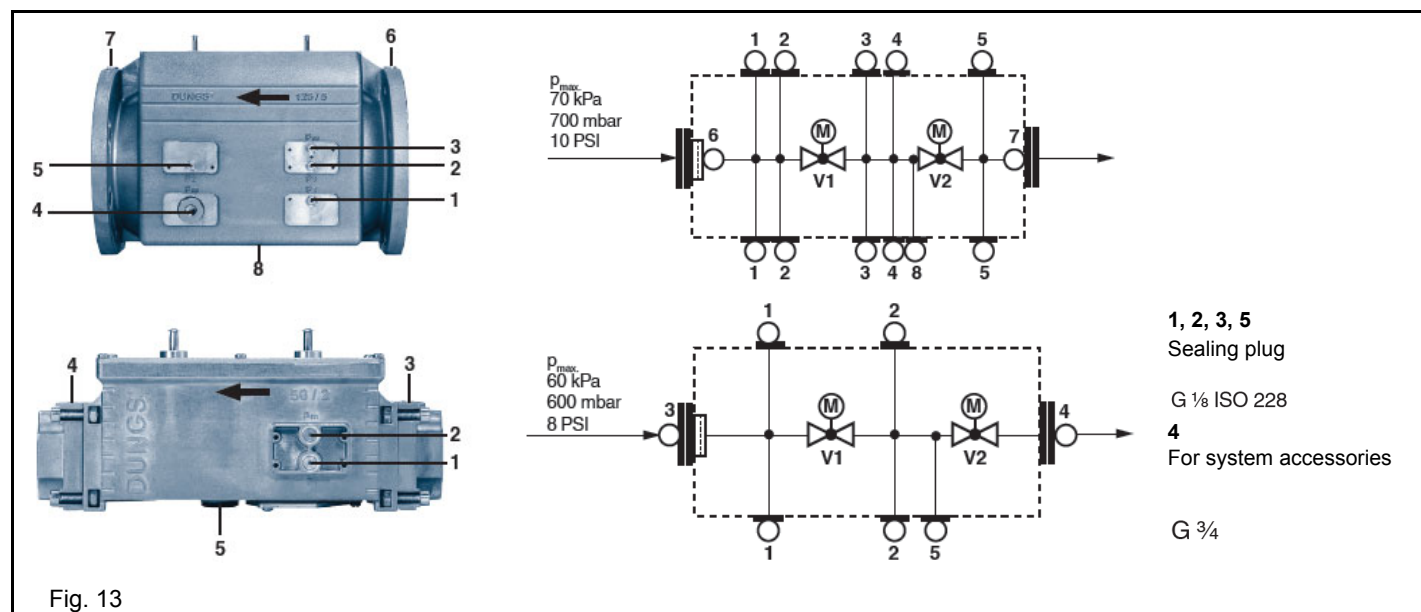 7
6
DUNGS
125 / 5
5
4
3
2
1
8
1 2 3 4 5
Pmax.
70 kPa
700 mbar
10 PSI
6
M
M
7
V1
V2
1 2 3 4 8 5
4
DUNGS
50 / 3
3
2
1
5
1 2
Pmax.
60 kPa
600 mbar
8 PSI
3
M
M
4
V1
V2
1 2 5
1, 2, 3, 5
Sealing plug
G ⅛ ISO 228
4
For system accessories
G ¾
Fig. 13